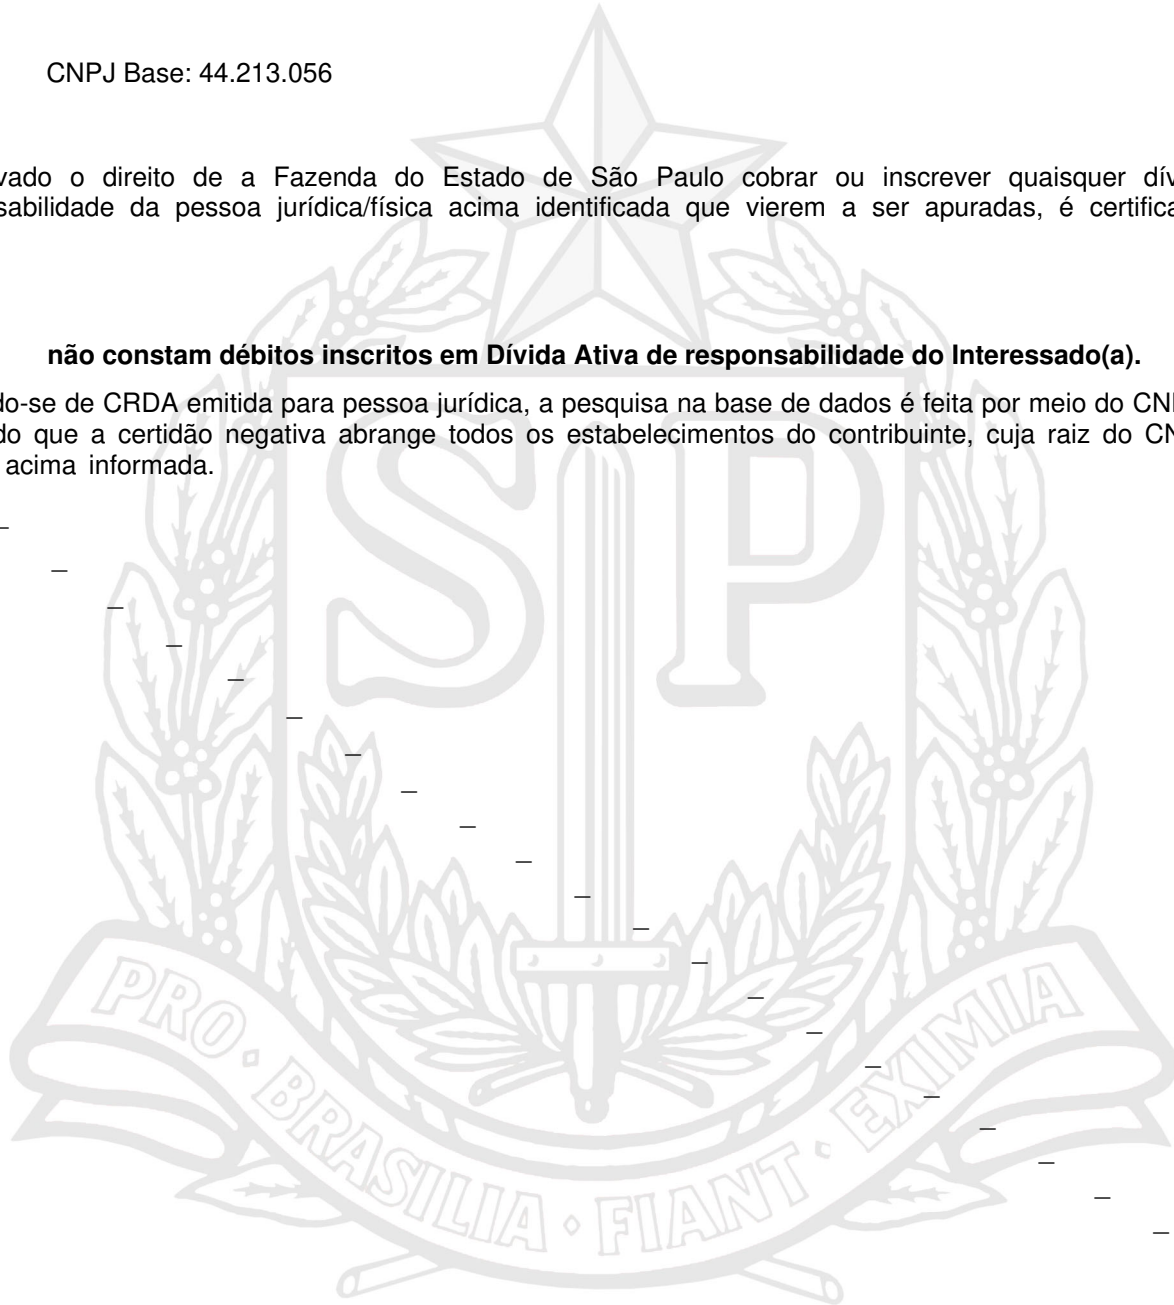 CNPJ Base: 44.213.056
vado o direito de a Fazenda do Estado de São Paulo cobrar ou inscrever quaisquer dív
sabilidade da pessoa jurídica/física acima identificada que vierem a ser apuradas, é certifica
não constam débitos inscritos em Dívida Ativa de responsabilidade do Interessado(a).
do-se de CRDA emitida para pessoa jurídica, a pesquisa na base de dados é feita por meio do CN
do que a certidão negativa abrange todos os estabelecimentos do contribuinte, cuja raiz do CN
acima informada.
SP
PRO • BRASILIA • FIANT • EXIMIA